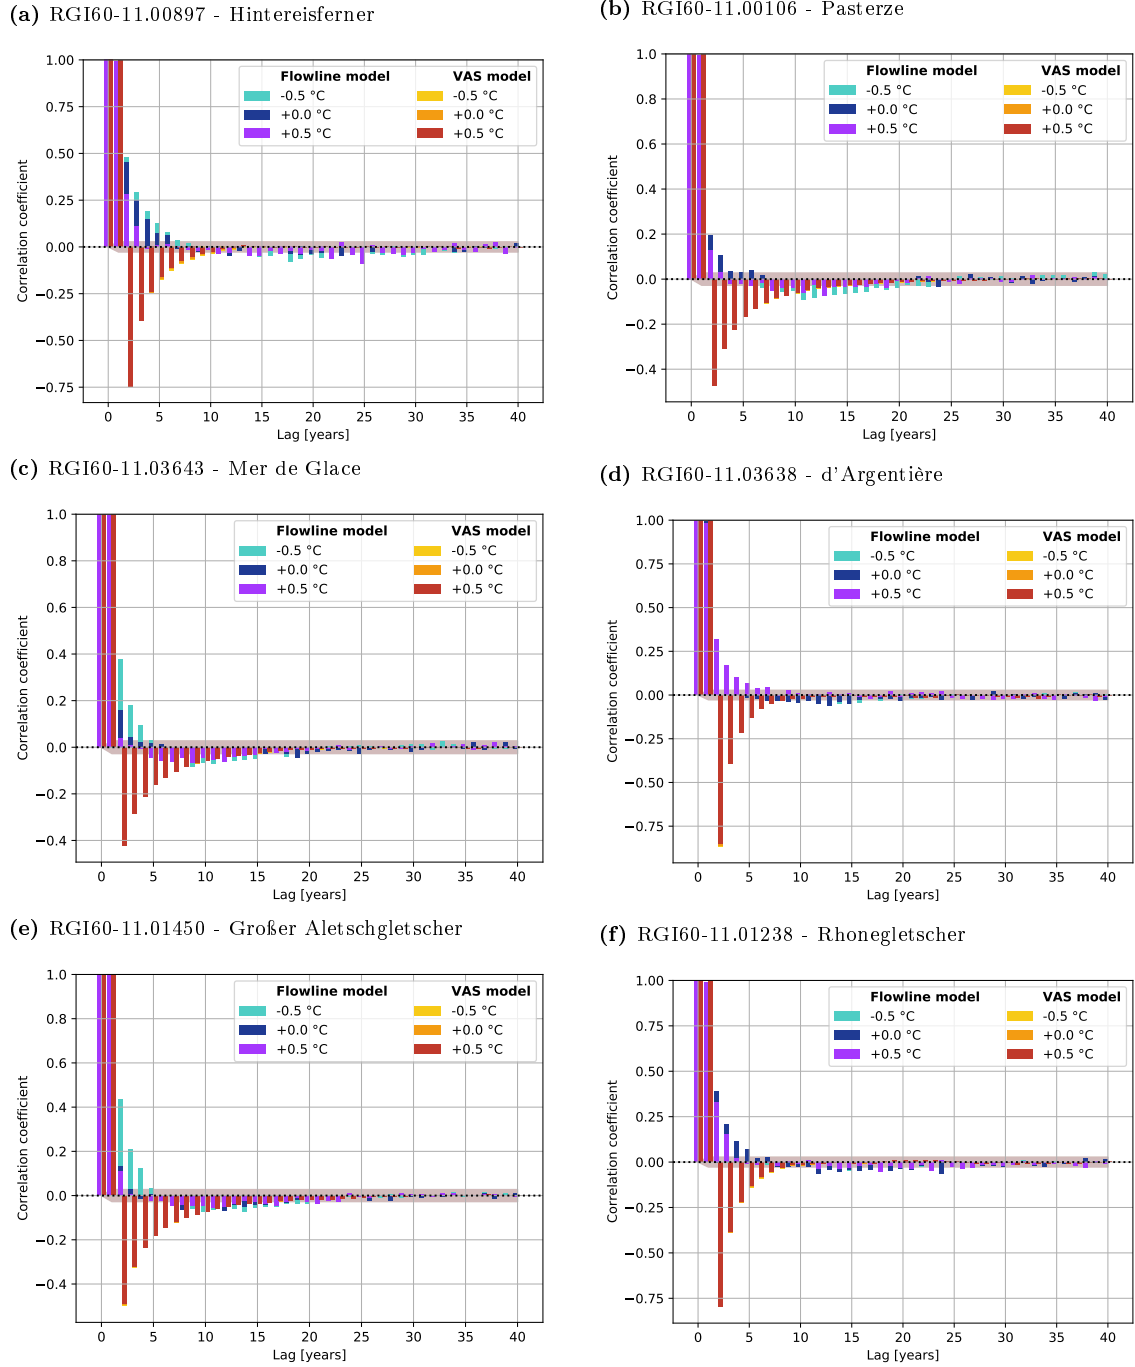 (a) RGI60-11.00897 - Hintereisferner
Correlation coefficient
1.00
0.75
0.50
0.25
0.00
−0.25
−0.50
−0.75
Flowline model VAS model
-0.5 °C -0.5 °C
+0.0 °C +0.0 °C
+0.5 °C +0.5 °C
0 5 10 15 20 25 30 35 40
Lag [years]
(b) RGI60-11.00106 - Pasterze
Correlation coefficient
1.0
0.8
0.6
0.4
0.2
0.0
−0.2
−0.4
Flowline model VAS model
-0.5 °C -0.5 °C
+0.0 °C +0.0 °C
+0.5 °C +0.5 °C
0 5 10 15 20 25 30 35 40
Lag [years]
(c) RGI60-11.03643 - Mer de Glace
Correlation coefficient
1.0
0.8
0.6
0.4
0.2
0.0
−0.2
−0.4
Flowline model VAS model
-0.5 °C -0.5 °C
+0.0 °C +0.0 °C
+0.5 °C +0.5 °C
0 5 10 15 20 25 30 35 40
Lag [years]
(d) RGI60-11.03638 - d'Argentière
Correlation coefficient
1.00
0.75
0.50
0.25
0.00
−0.25
−0.50
−0.75
Flowline model VAS model
-0.5 °C -0.5 °C
+0.0 °C +0.0 °C
+0.5 °C +0.5 °C
0 5 10 15 20 25 30 35 40
Lag [years]
(e) RGI60-11.01450 - Großer Aletschgletscher
Correlation coefficient
1.0
0.8
0.6
0.4
0.2
0.0
−0.2
−0.4
Flowline model VAS model
-0.5 °C -0.5 °C
+0.0 °C +0.0 °C
+0.5 °C +0.5 °C
0 5 10 15 20 25 30 35 40
Lag [years]
(f) RGI60-11.01238 - Rhonegletscher
Correlation coefficient
1.00
0.75
0.50
0.25
0.00
−0.25
−0.50
−0.75
Flowline model VAS model
-0.5 °C -0.5 °C
+0.0 °C +0.0 °C
+0.5 °C +0.5 °C
0 5 10 15 20 25 30 35 40
Lag [years]